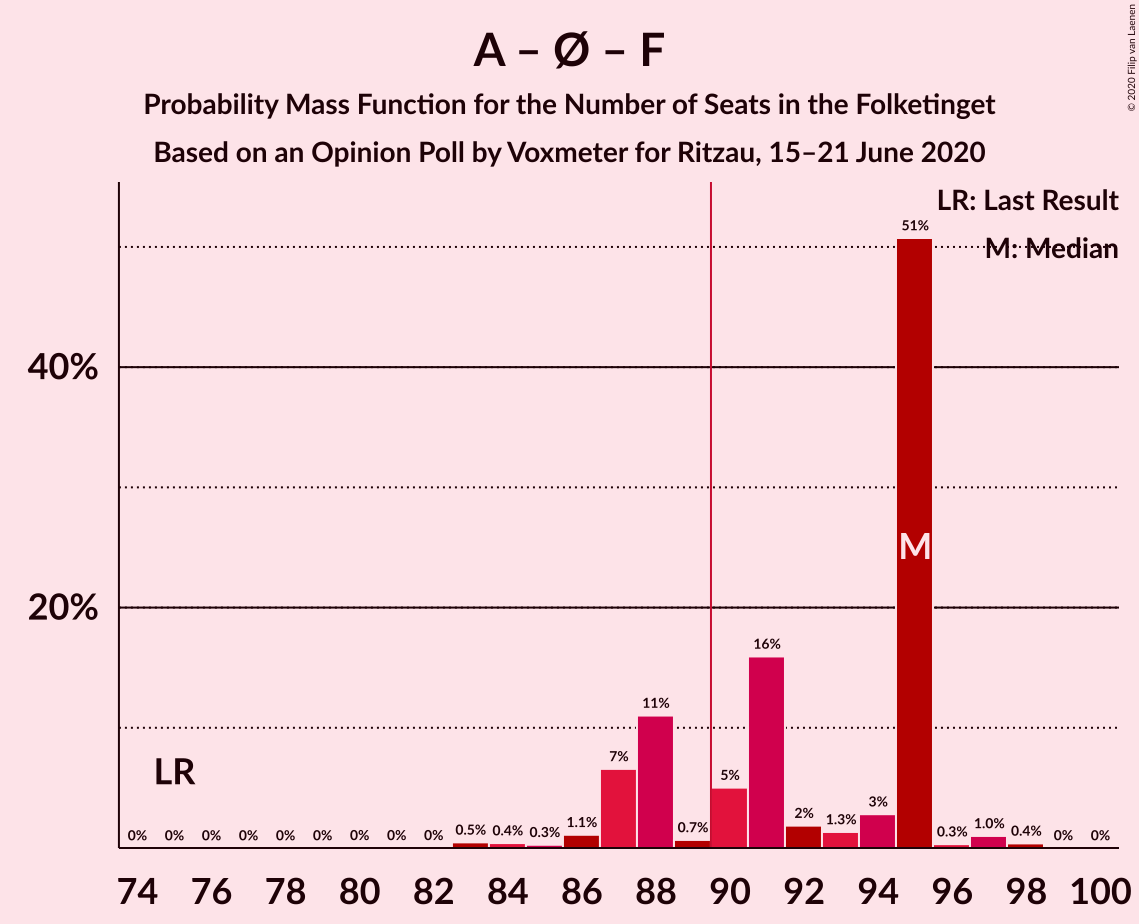 A – Ø – F
Probability Mass Function for the Number of Seats in the Folketinget
Based on an Opinion Poll by Voxmeter for Ritzau, 15–21 June 2020
© 2020 Filip van Laenen
LR: Last Result
M: Median
40%
20%
LR
M
0% 0% 0% 0% 0% 0% 0% 0% 0% 0.5% 0.4% 0.3% 1.1% 7% 11% 0.7% 5% 16% 2% 1.3% 3% 51% 0.3% 1.0% 0.4% 0% 0%
74 76 78 80 82 84 86 88 90 92 94 96 98 100